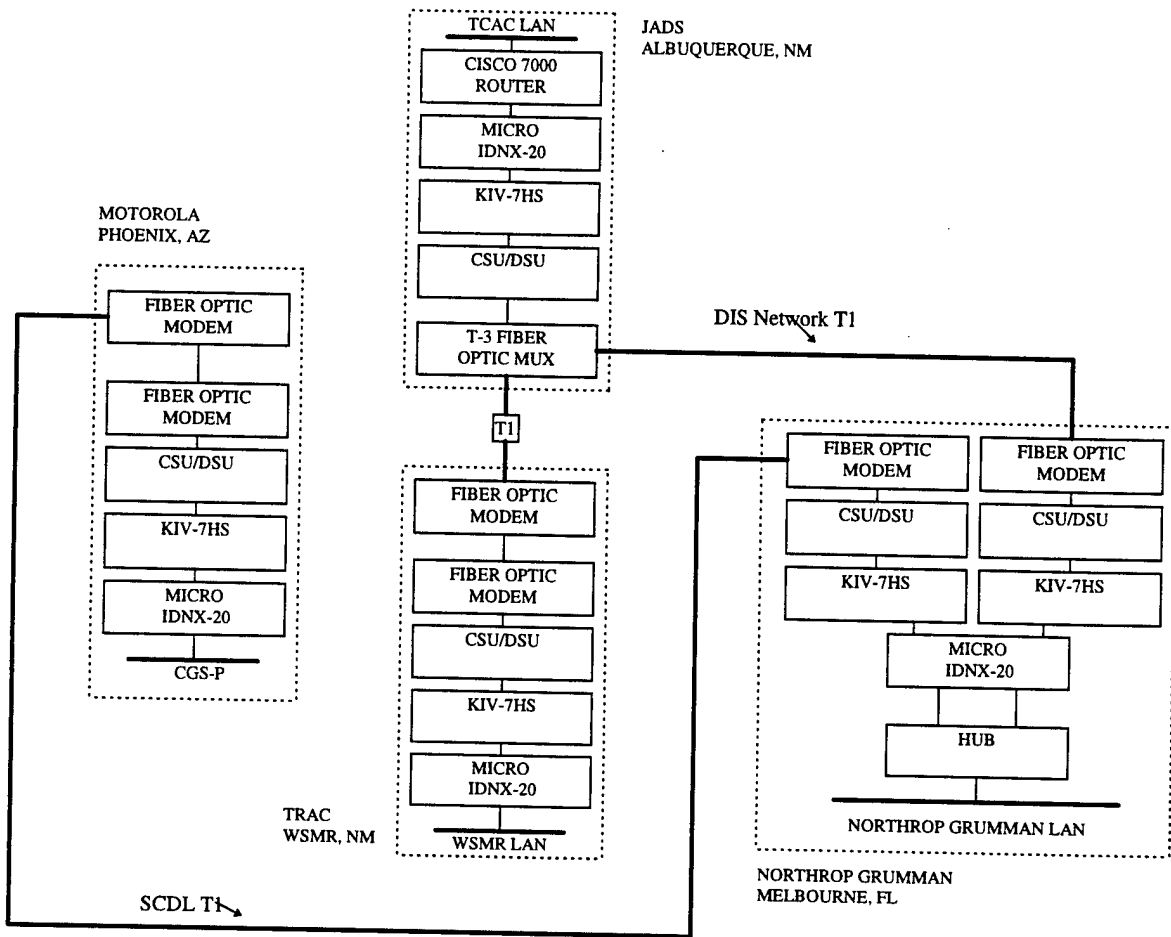 TCAC LAN
JADS
ALBUQUERQUE, NM
CISCO 7000
ROUTER
MICRO
IDNX-20
KIV-7HS
CSU/DSU
T-3 FIBER
OPTIC MUX
DIS Network T1
T1
MOTOROLA
PHOENIX, AZ
FIBER OPTIC
MODEM
FIBER OPTIC
MODEM
CSU/DSU
KIV-7HS
MICRO
IDNX-20
CGS-P
FIBER OPTIC
MODEM
FIBER OPTIC
MODEM
CSU/DSU
KIV-7HS
MICRO
IDNX-20
WSMR LAN
TRAC
WSMR, NM
FIBER OPTIC
MODEM
CSU/DSU
KIV-7HS
FIBER OPTIC
MODEM
CSU/DSU
KIV-7HS
MICRO
IDNX-20
HUB
NORTHROP GRUMMAN LAN
NORTHROP GRUMMAN
MELBOURNE, FL
SCDL T1